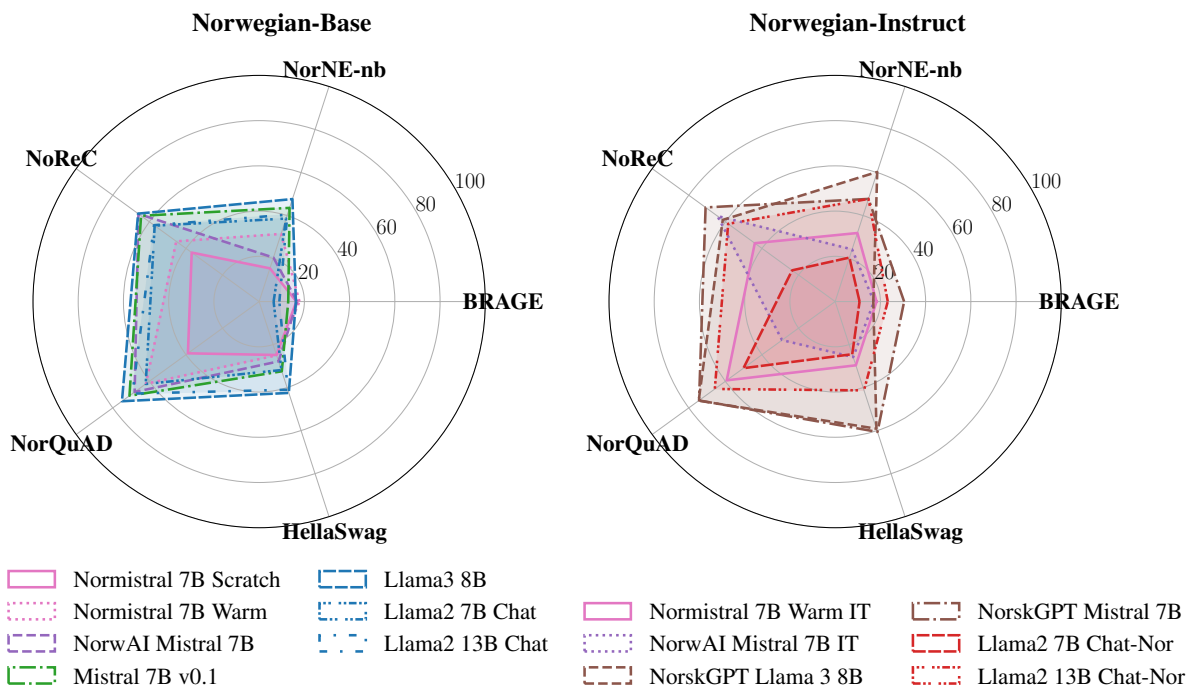 Norwegian-Base
NorNE-nb
NoReC
100
80
60
40
20
BRAGE
NorQuAD
HellaSwag
Normistral 7B Scratch
Normistral 7B Warm
NorwAI Mistral 7B
Mistral 7B v0.1
Llama3 8B
Llama2 7B Chat
Llama2 13B Chat
Norwegian-Instruct
NorNE-nb
NoReC
100
80
60
40
20
BRAGE
NorQuAD
HellaSwag
Normistral 7B Warm IT
NorwAI Mistral 7B IT
NorskGPT Llama 3 8B
NorskGPT Mistral 7B
Llama2 7B Chat-Nor
Llama2 13B Chat-Nor